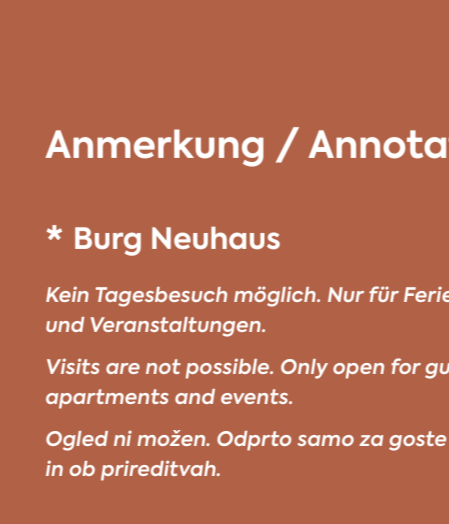 Anmerkung / Annota
* Burg Neuhaus
Kein Tagesbesuch möglich. Nur für Ferie
und Veranstaltungen.
Visits are not possible. Only open for gu
apartments and events.
Ogled ni možen. Odprto samo za goste
in ob prireditvah.